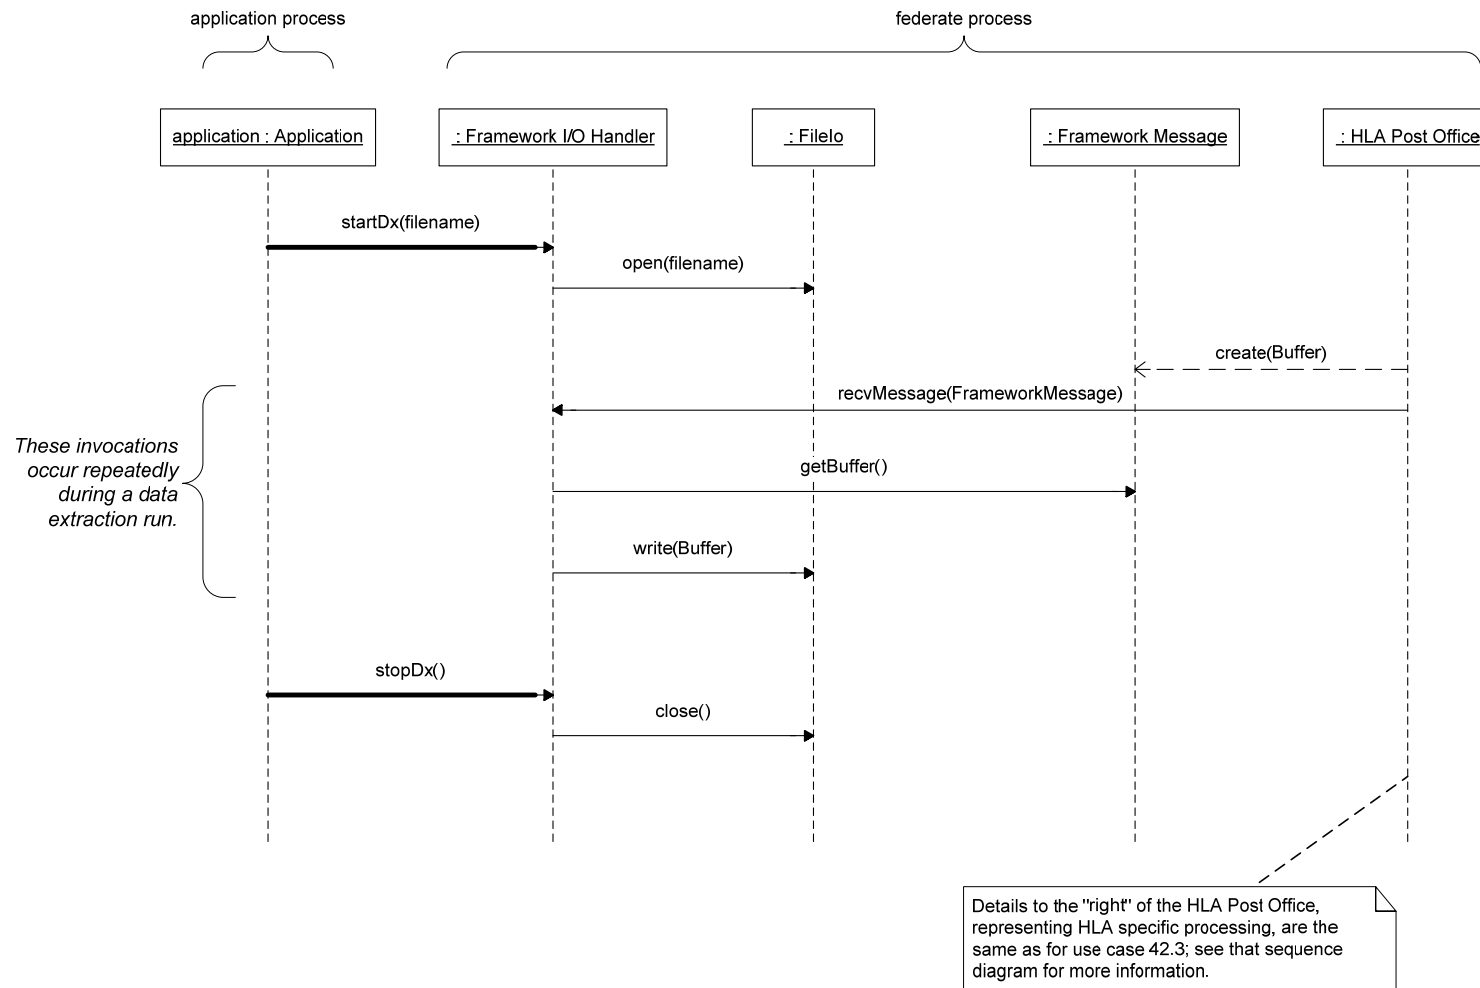 application process
federate process
application : Application
: Framework I/O Handler
: FileIo
: Framework Message
: HLA Post Office
startDx(filename)
open(filename)
create(Buffer)
recvMessage(FrameworkMessage)
These invocations
occur repeatedly
during a data
extraction run.
getBuffer()
write(Buffer)
stopDx()
close()
Details to the "right" of the HLA Post Office,
representing HLA specific processing, are the
same as for use case 42.3; see that sequence
diagram for more information.